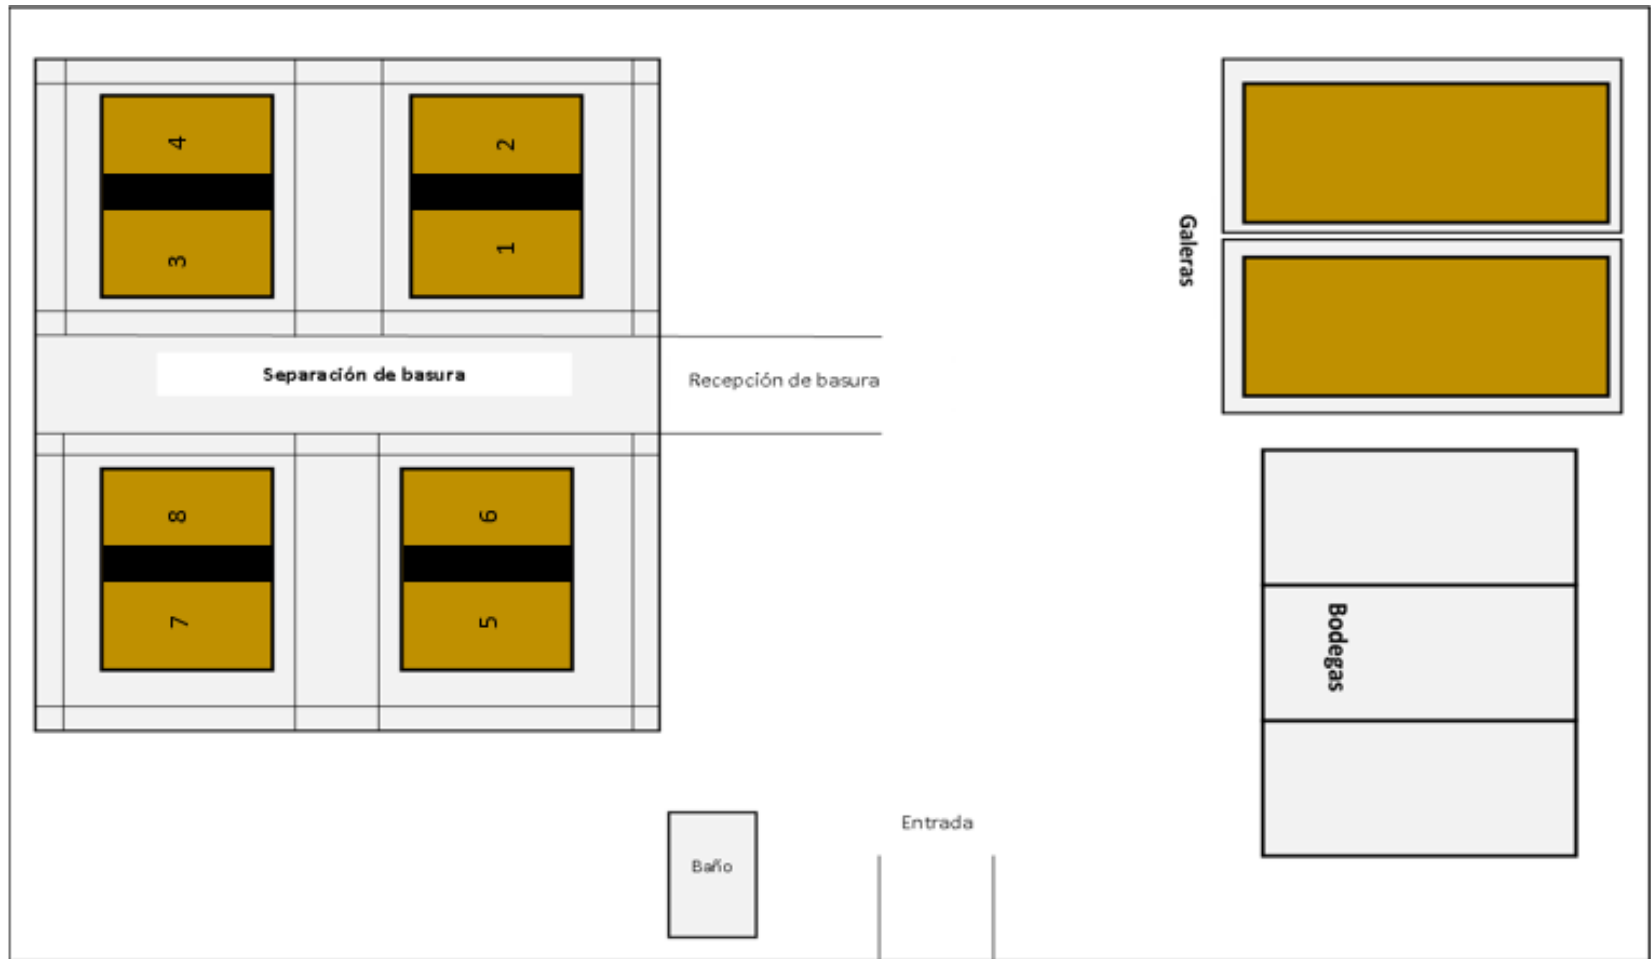 4
2
3
1
Galeras
Separación de basura
Recepción de basura
8
6
7
5
Bodegas
Entrada
Baño